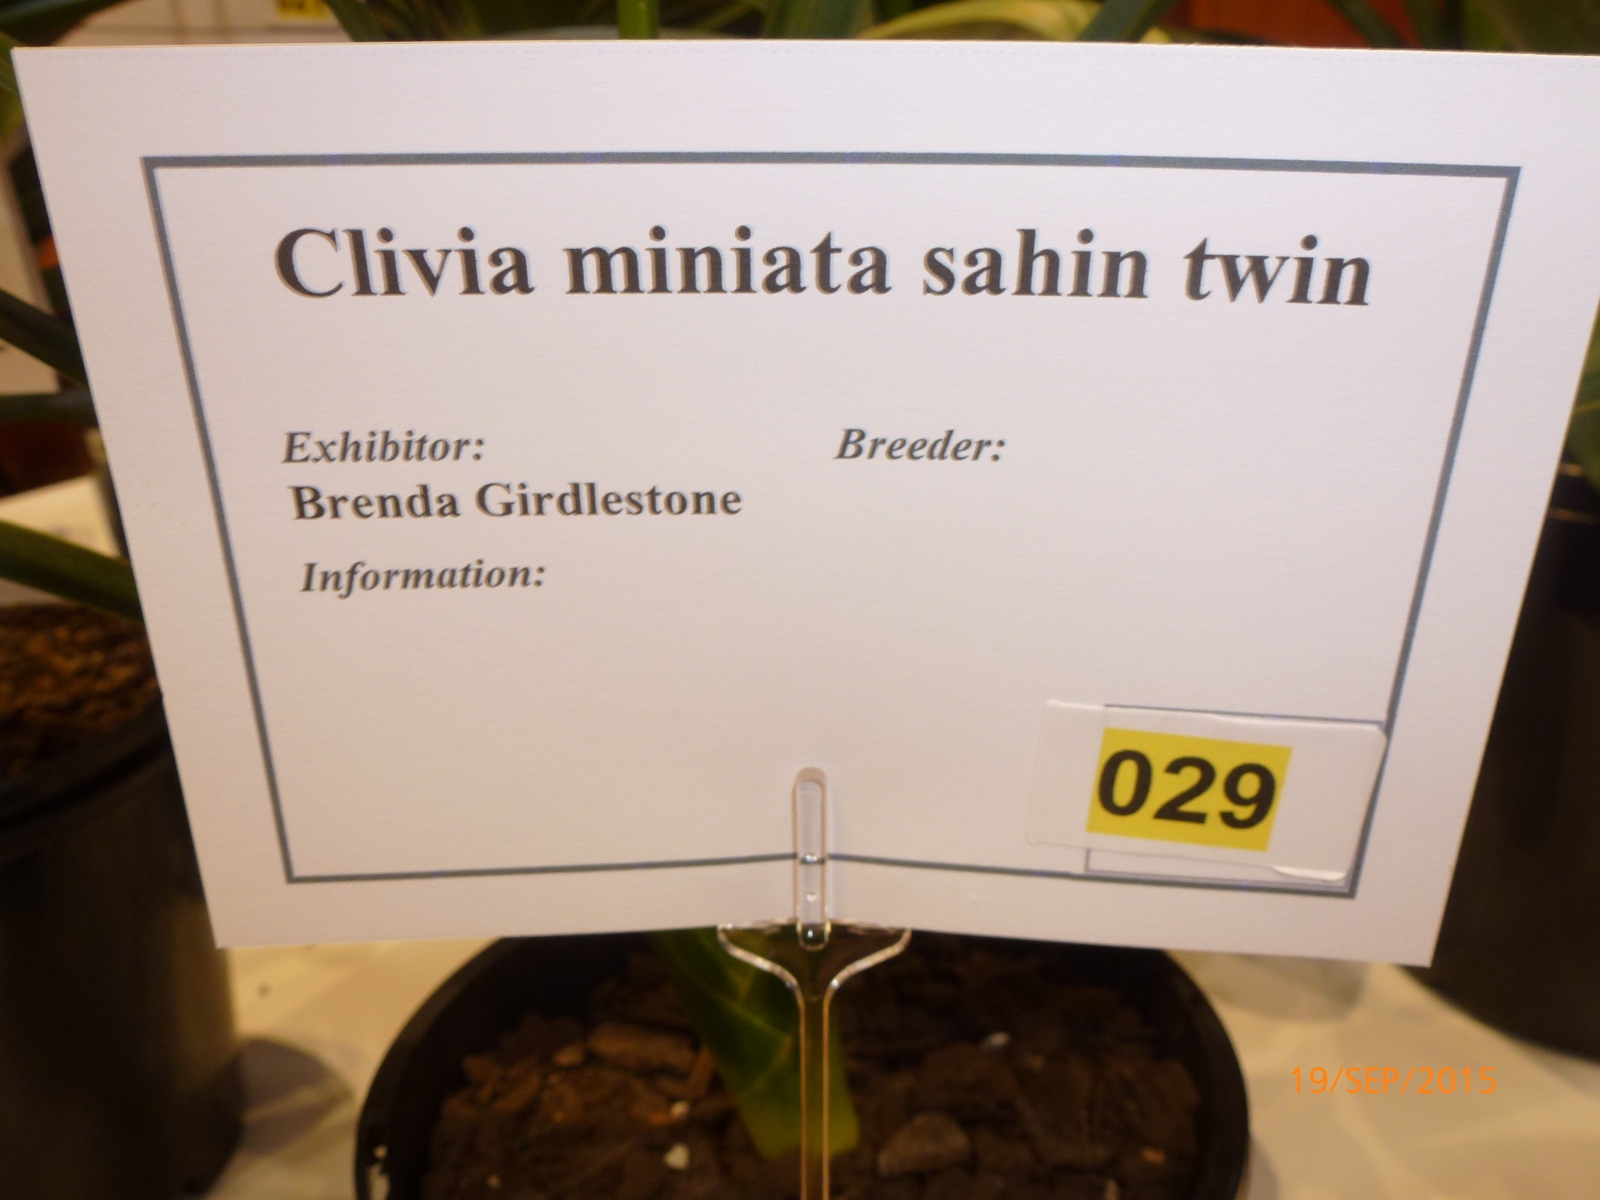 Clivia miniata sahin twin
Exhibitor: Breeder:
Brenda Girdlestone
Information:
029
19/SEP/2015